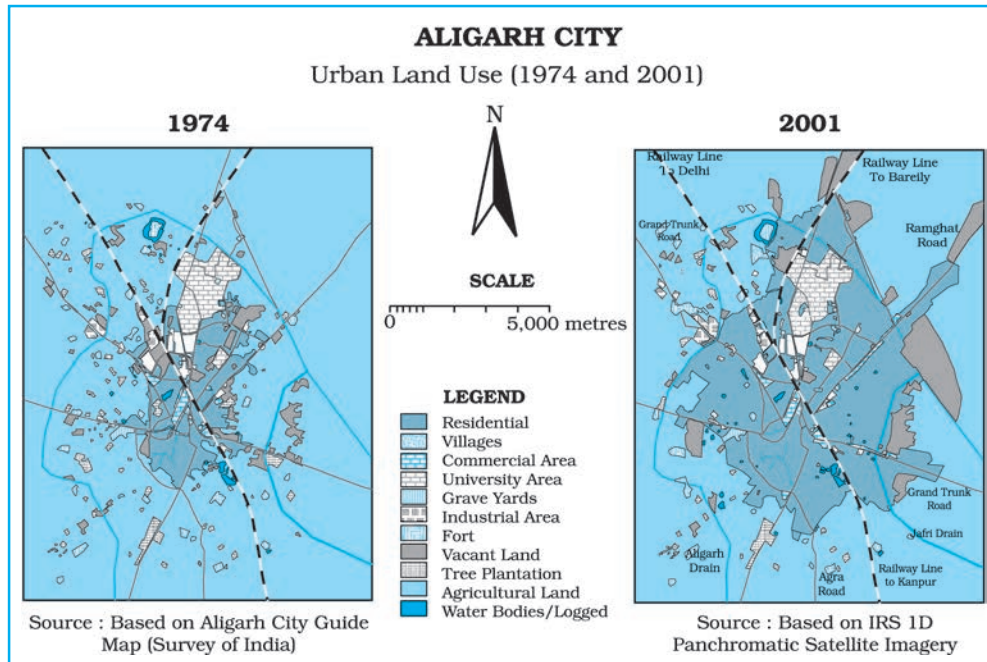 ALIGARH CITY
Urban Land Use (1974 and 2001)
1974
N
SCALE
0 5,000 metres
LEGEND
Residential
Villages
Commercial Area
University Area
Grave Yards
Industrial Area
Fort
Vacant Land
Tree Plantation
Agricultural Land
Water Bodies/Logged
Source : Based on Aligarh City Guide
Map (Survey of India)
2001
Railway Line
To Delhi
Railway Line
To Bareily
Grand Trunk
Road
Ramghat
Road
Grand Trunk
Road
Jafri Drain
Aligarh
Drain
Agra
Road
Railway Line
to Kanpur
Source : Based on IRS 1D
Panchromatic Satellite Imagery